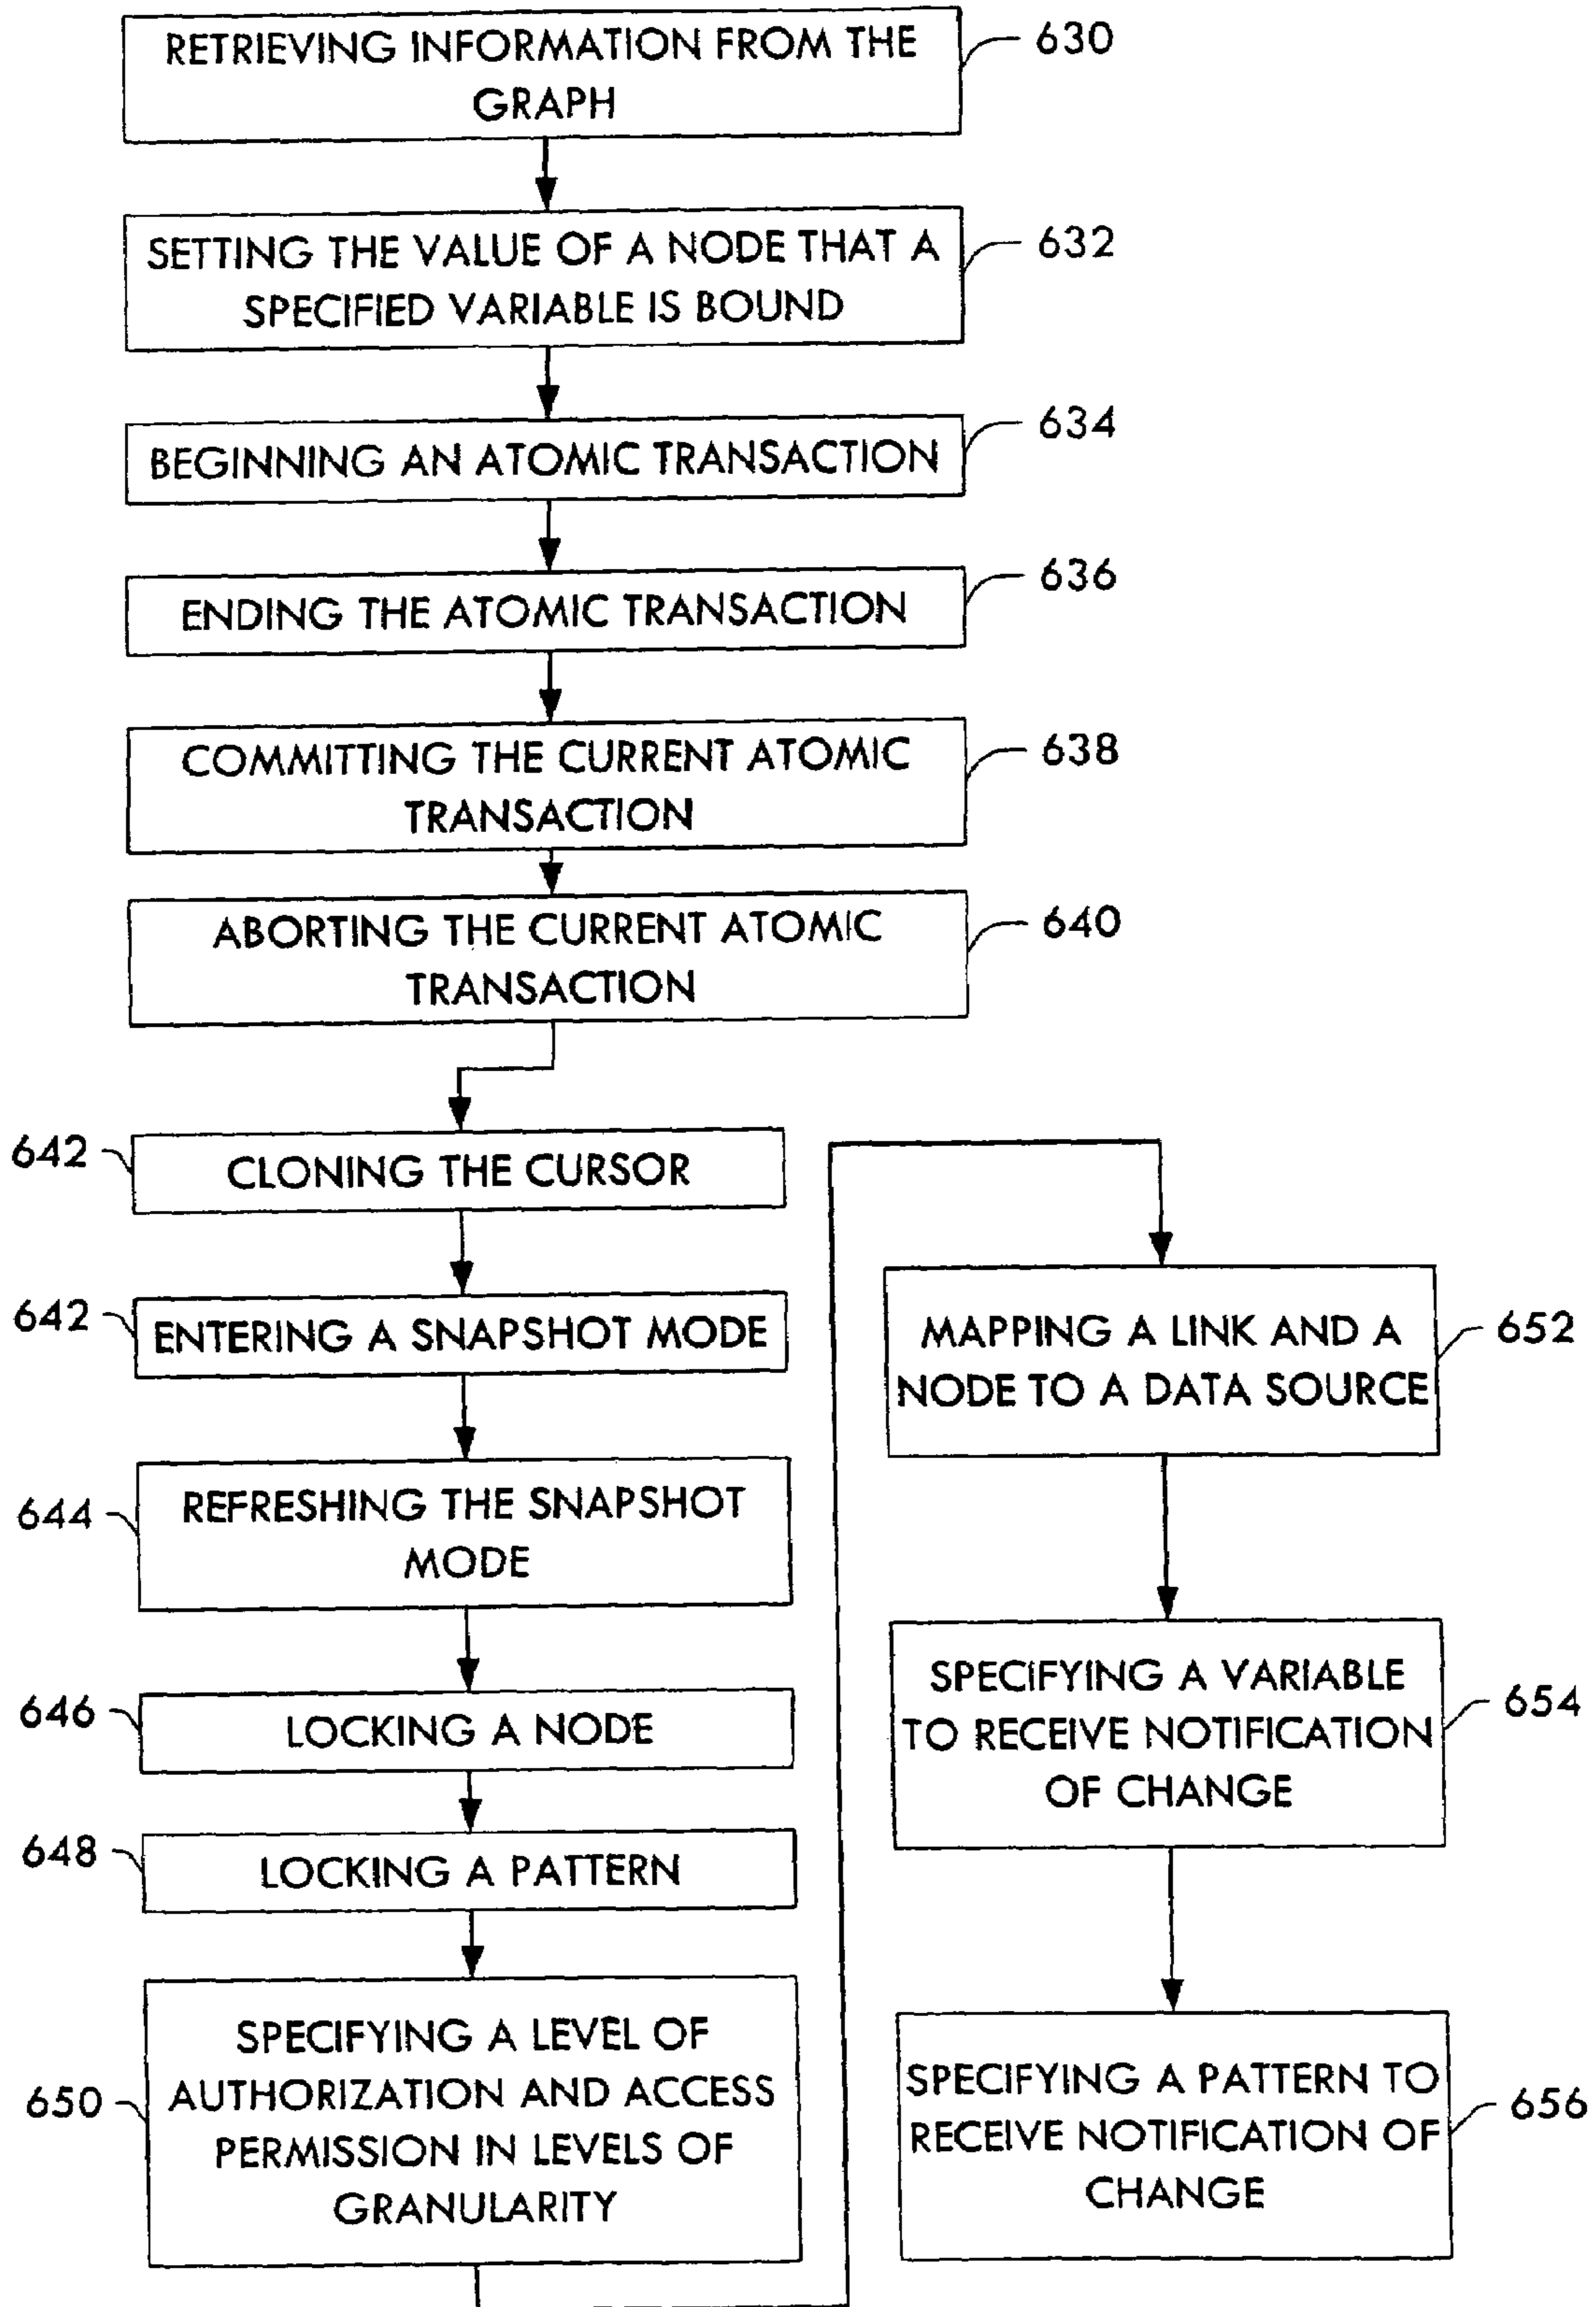 RETRIEVING INFORMATION FROM THE
GRAPH
630
SETTING THE VALUE OF A NODE THAT A
SPECIFIED VARIABLE IS BOUND
632
BEGINNING AN ATOMIC TRANSACTION
634
ENDING THE ATOMIC TRANSACTION
636
COMMITTING THE CURRENT ATOMIC
TRANSACTION
638
ABORTING THE CURRENT ATOMIC
TRANSACTION
640
642
CLONING THE CURSOR
642
ENTERING A SNAPSHOT MODE
644
REFRESHING THE SNAPSHOT
MODE
646
LOCKING A NODE
648
LOCKING A PATTERN
650
SPECIFYING A LEVEL OF
AUTHORIZATION AND ACCESS
PERMISSION IN LEVELS OF
GRANULARITY
MAPPING A LINK AND A
NODE TO A DATA SOURCE
652
SPECIFYING A VARIABLE
TO RECEIVE NOTIFICATION
OF CHANGE
654
SPECIFYING A PATTERN TO
RECEIVE NOTIFICATION OF
CHANGE
656